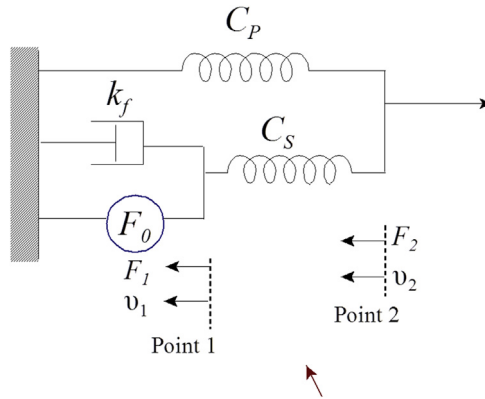 C_P
k_f
C_S
F_0
F_1
υ_1
Point 1
F_2
υ_2
Point 2